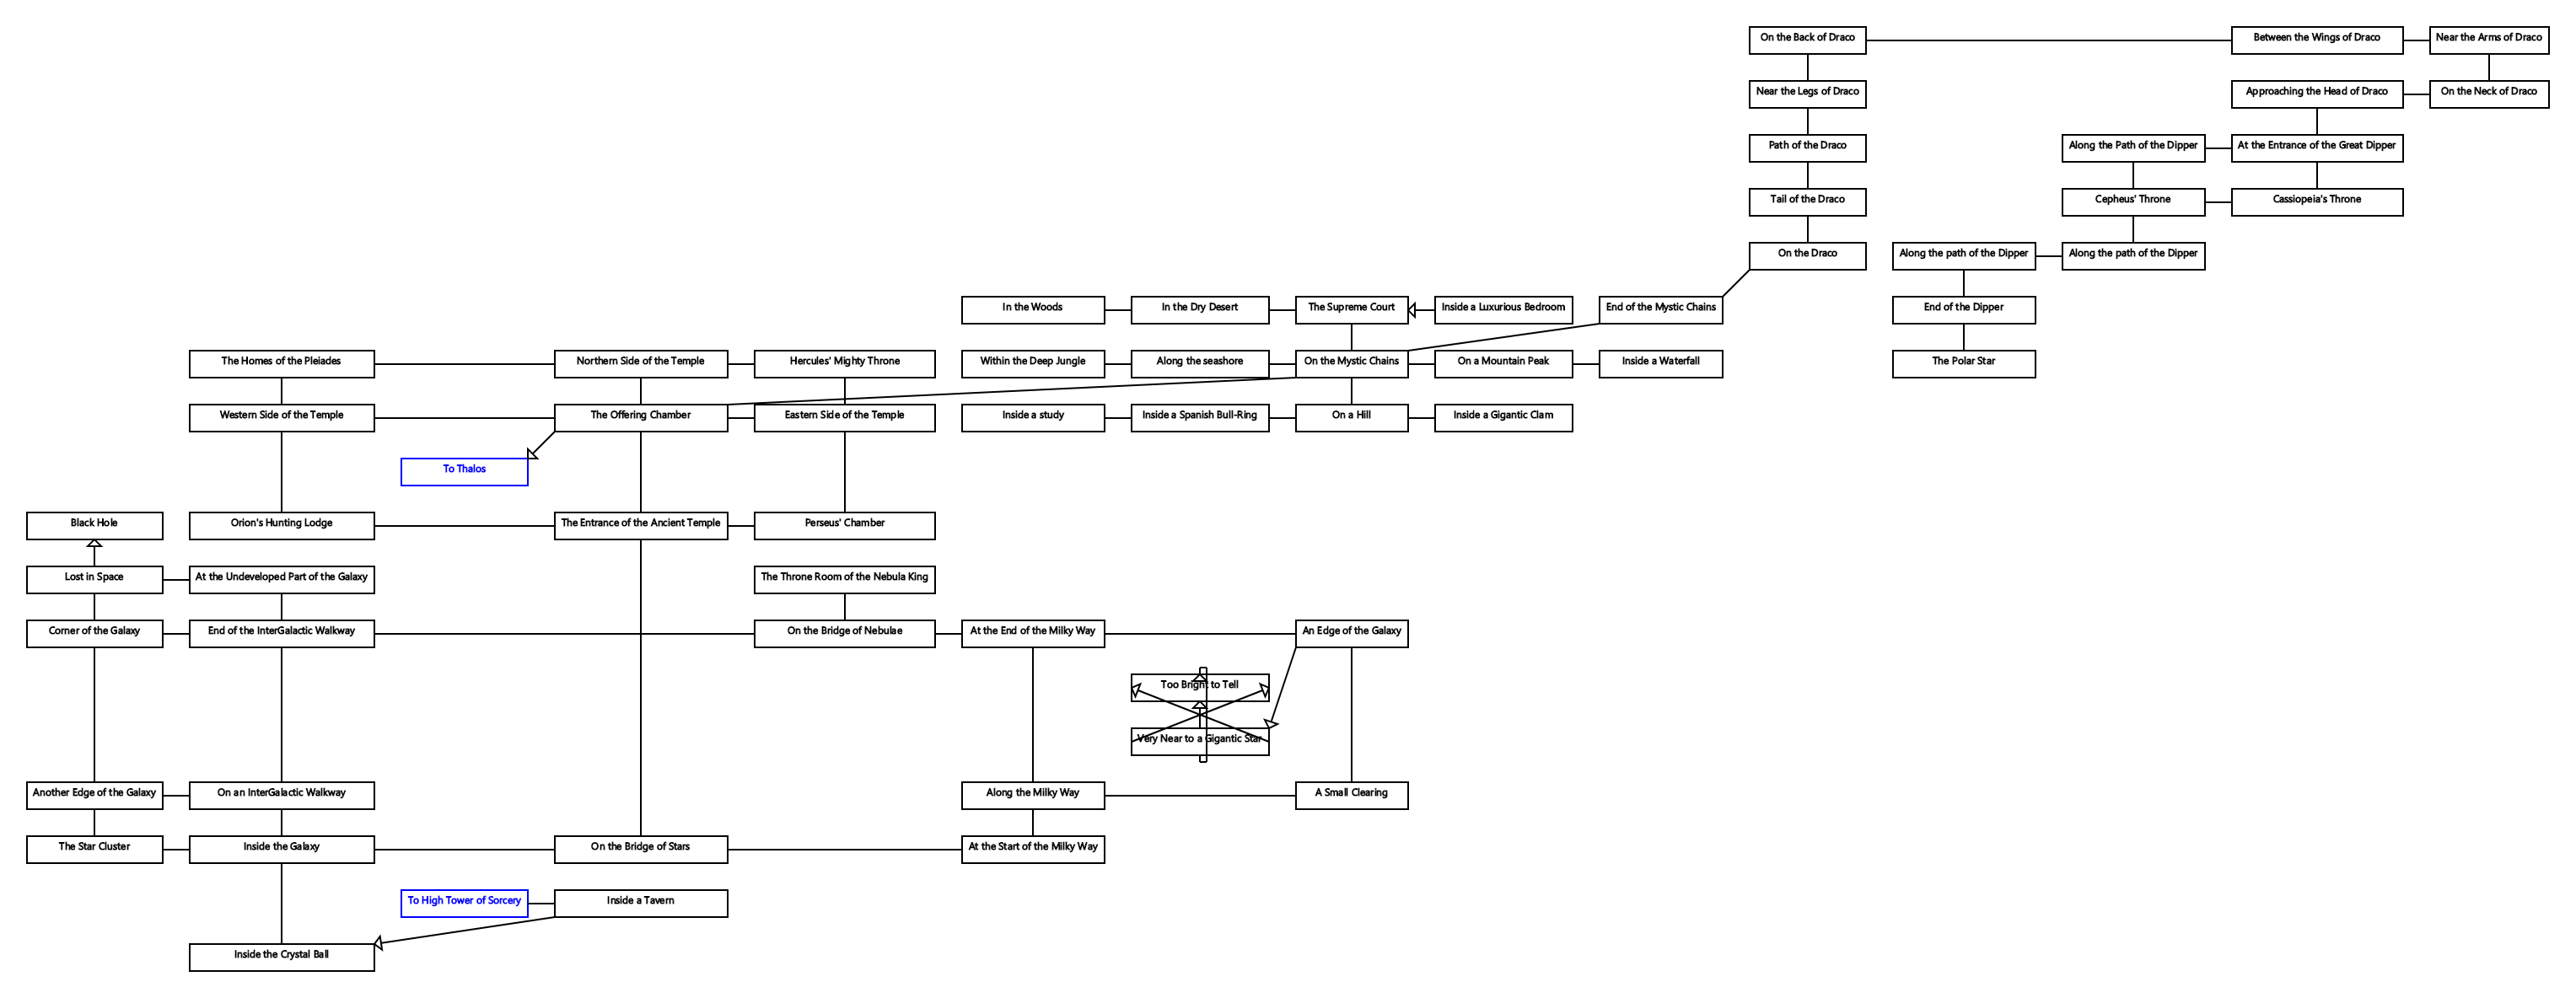 On the Back of Draco
Between the Wings of Draco
Near the Arms of Draco
Near the Legs of Draco
Approaching the Head of Draco
On the Neck of Draco
Path of the Draco
Along the Path of the Dipper
At the Entrance of the Great Dipper
Tail of the Draco
Cepheus' Throne
Cassiopeia's Throne
On the Draco
Along the path of the Dipper
Along the path of the Dipper
In the Woods
In the Dry Desert
The Supreme Court
Inside a Luxurious Bedroom
End of the Mystic Chains
End of the Dipper
The Homes of the Pleiades
Northern Side of the Temple
Hercules' Mighty Throne
Within the Deep Jungle
Along the seashore
On the Mystic Chains
On a Mountain Peak
Inside a Waterfall
The Polar Star
Western Side of the Temple
The Offering Chamber
Eastern Side of the Temple
Inside a study
Inside a Spanish Bull-Ring
On a Hill
Inside a Gigantic Clam
To Thalos
Black Hole
Orion's Hunting Lodge
The Entrance of the Ancient Temple
Perseus' Chamber
Lost in Space
At the Undeveloped Part of the Galaxy
The Throne Room of the Nebula King
Corner of the Galaxy
End of the InterGalactic Walkway
On the Bridge of Nebulae
At the End of the Milky Way
An Edge of the Galaxy
Too Bright to Tell
Very Near to a Gigantic Star
Another Edge of the Galaxy
On an InterGalactic Walkway
Along the Milky Way
A Small Clearing
The Star Cluster
Inside the Galaxy
On the Bridge of Stars
At the Start of the Milky Way
To High Tower of Sorcery
Inside a Tavern
Inside the Crystal Ball